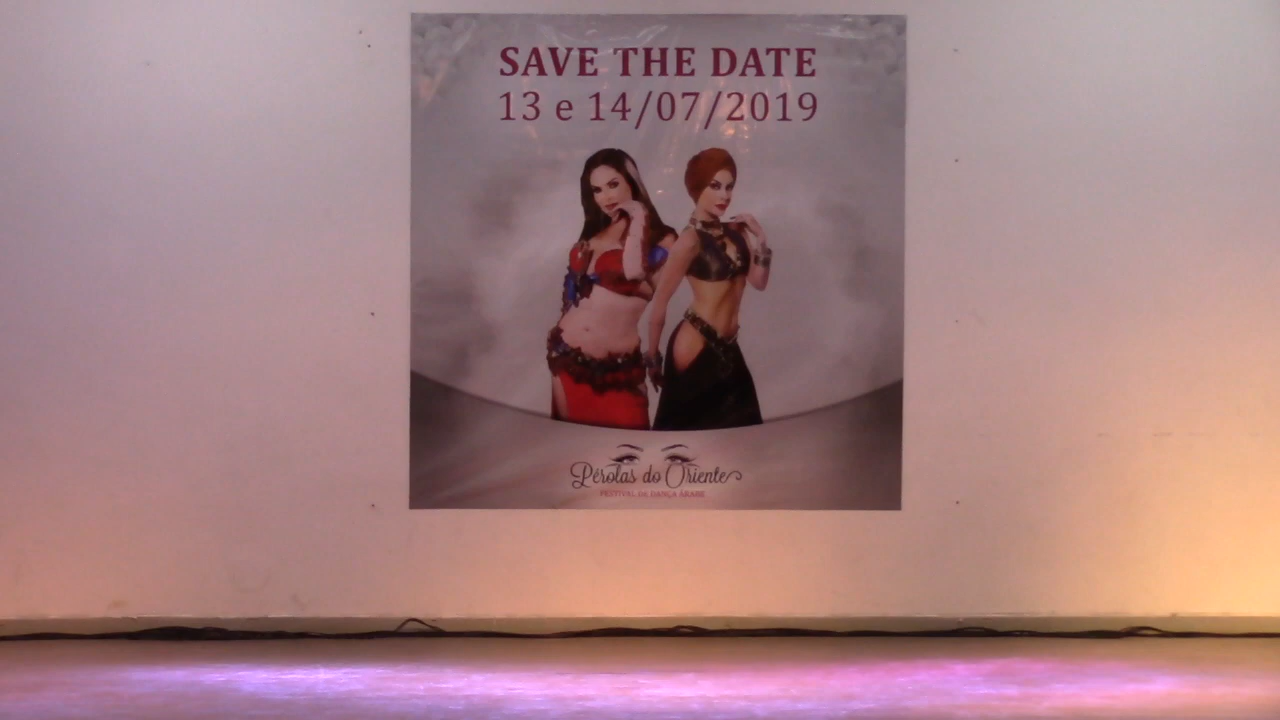 SAVE THE DATE
13 e 14/07/2019
Pérolas do Oriente
FESTIVAL DE DANÇA ÁRABE